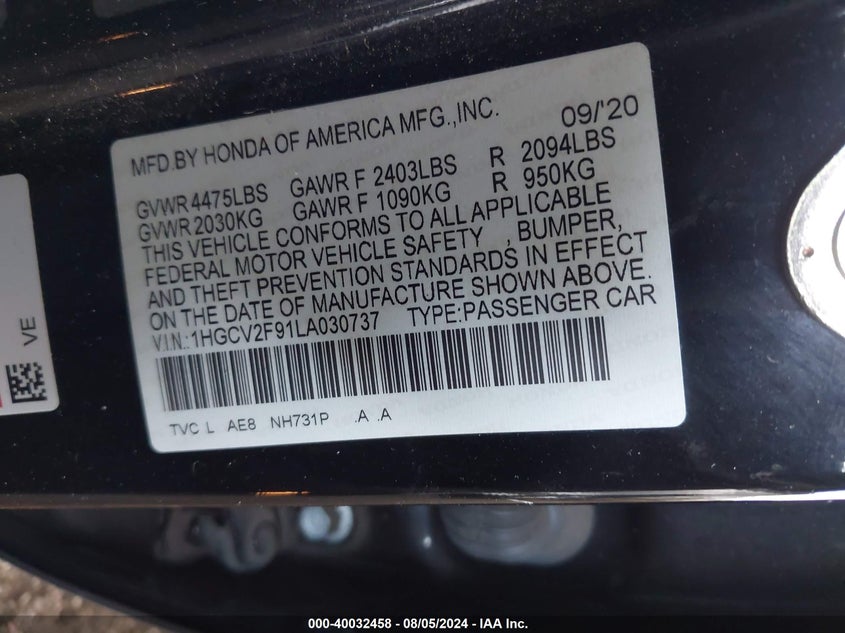 MFD.BY HONDA OF AMERICA MFG.,INC. 09/'20
GVWR 4475LBS GAWR F 2403LBS R 2094LBS
GVWR 2030KG GAWR F 1090KG R 950KG
THIS VEHICLE CONFORMS TO ALL APPLICABLE
FEDERAL MOTOR VEHICLE SAFETY , BUMPER,
AND THEFT PREVENTION STANDARDS IN EFFECT
ON THE DATE OF MANUFACTURE SHOWN ABOVE.
V.I.N.:1HGCV2F91LA030737 TYPE:PASSENGER CAR
TVC L AE8 NH731P .A .A
VE
000-40032458 - 08/05/2024 - IAA Inc.